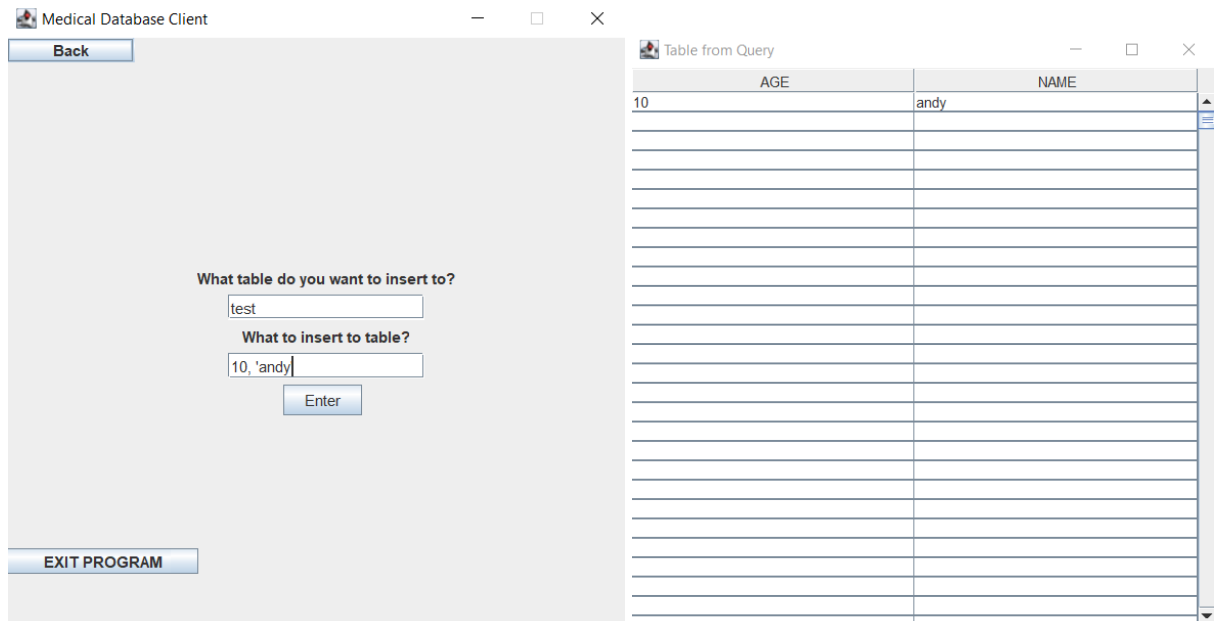 Medical Database Client
Back
What table do you want to insert to?
test
What to insert to table?
10, 'andy
Enter
EXIT PROGRAM
Table from Query
AGE NAME
10 andy